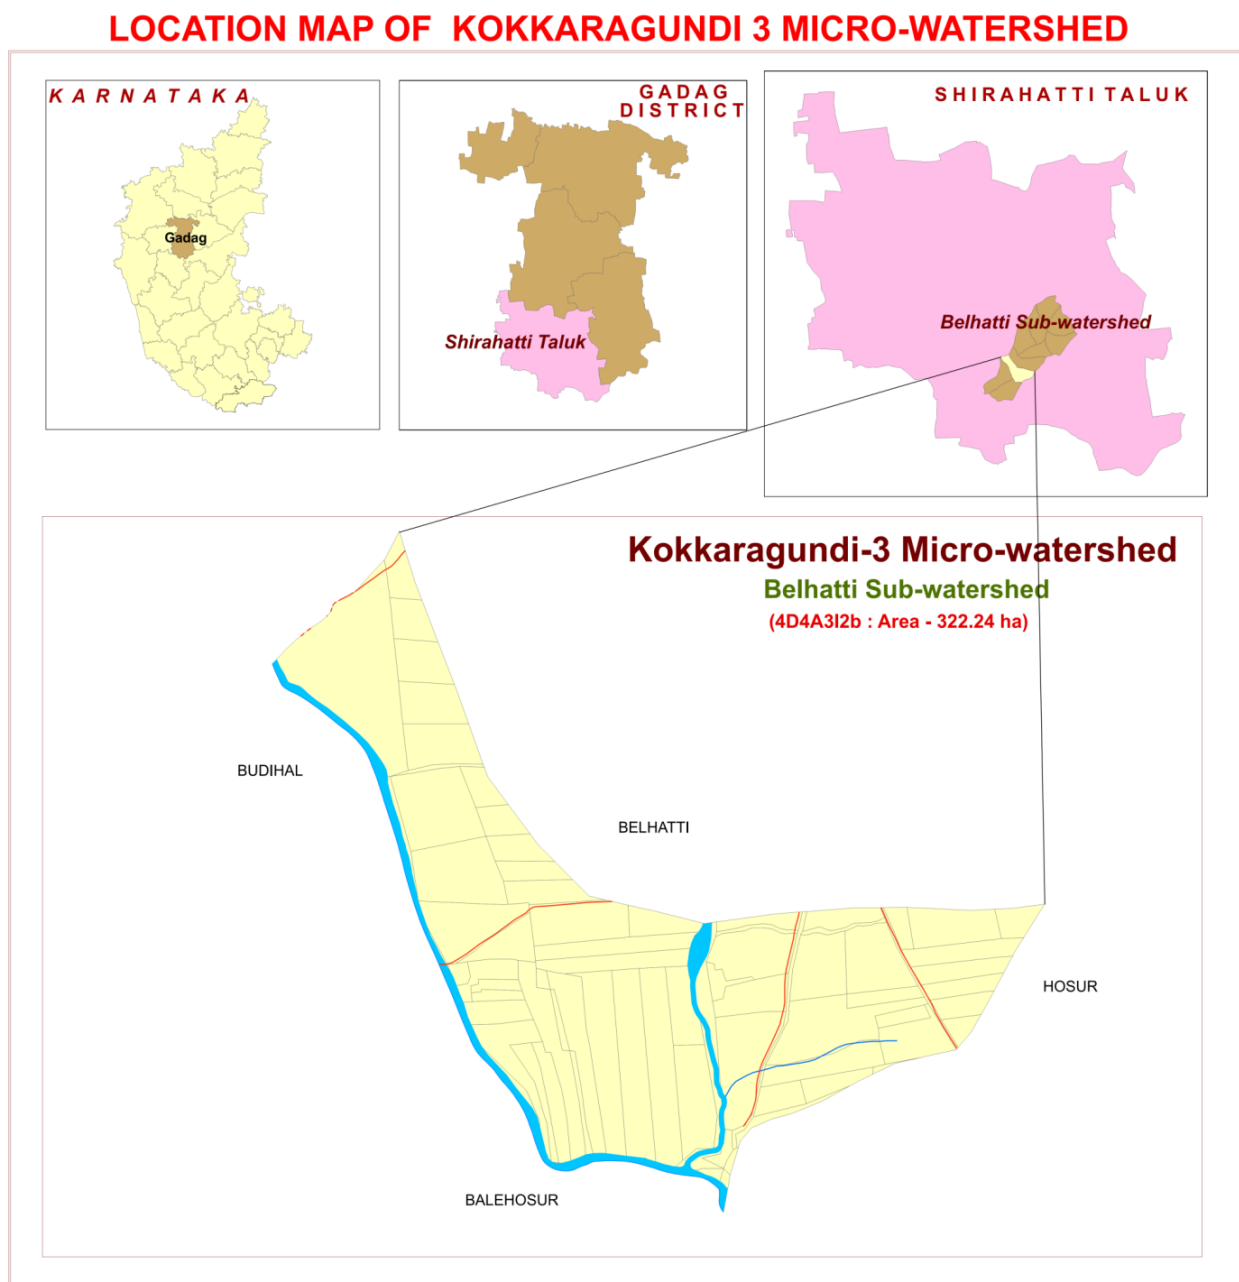 LOCATION MAP OF KOKKARAGUNDI 3 MICRO-WATERSHED
KARNATAKA
Gadag
GADAG
DISTRICT
Shirahatti Taluk
SHIRAHATTI TALUK
Belhatti Sub-watershed
Kokkaragundi-3 Micro-watershed
Belhatti Sub-watershed
(4D4A3I2b : Area - 322.24 ha)
BUDIHAL
BELHATTI
HOSUR
BALEHOSUR